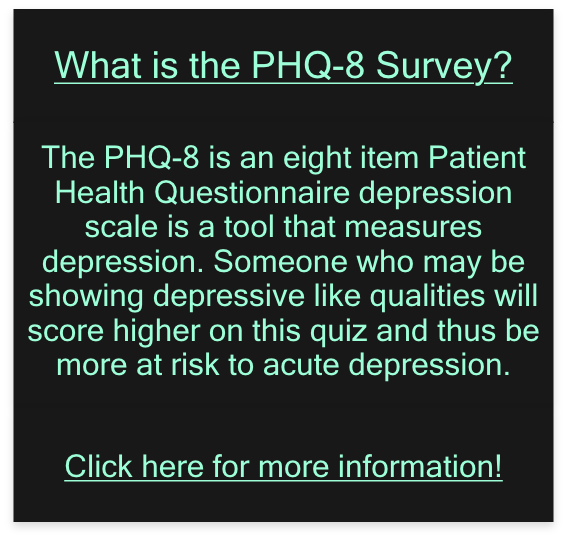 What is the PHQ-8 Survey?
The PHQ-8 is an eight item Patient
Health Questionnaire depression
scale is a tool that measures
depression. Someone who may be
showing depressive like qualities will
score higher on this quiz and thus be
more at risk to acute depression.
Click here for more information!